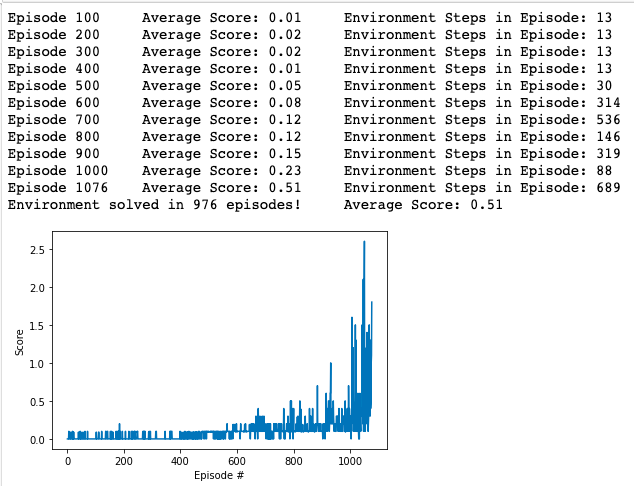 Episode 100 Average Score: 0.01 Environment Steps in Episode: 13
Episode 200 Average Score: 0.02 Environment Steps in Episode: 13
Episode 300 Average Score: 0.02 Environment Steps in Episode: 13
Episode 400 Average Score: 0.01 Environment Steps in Episode: 13
Episode 500 Average Score: 0.05 Environment Steps in Episode: 30
Episode 600 Average Score: 0.08 Environment Steps in Episode: 314
Episode 700 Average Score: 0.12 Environment Steps in Episode: 536
Episode 800 Average Score: 0.12 Environment Steps in Episode: 146
Episode 900 Average Score: 0.15 Environment Steps in Episode: 319
Episode 1000 Average Score: 0.23 Environment Steps in Episode: 88
Episode 1076 Average Score: 0.51 Environment Steps in Episode: 689
Environment solved in 976 episodes! Average Score: 0.51
2.5
2.0
1.5
1.0
0.5
0.0
Score
0 200 400 600 800 1000
Episode #